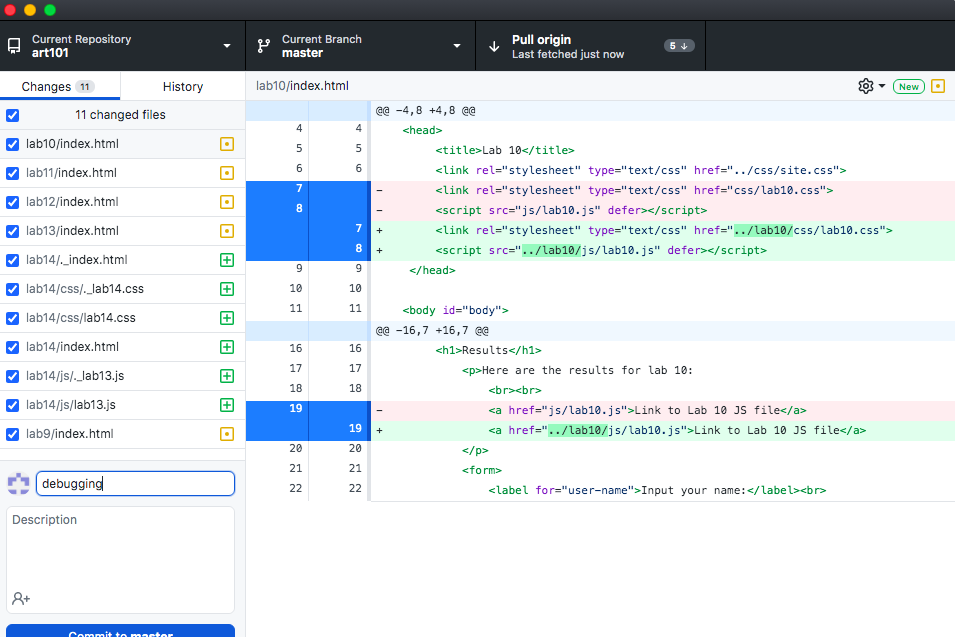 Current Repository
art101
Current Branch
master
Pull origin
Last fetched just now
5
Changes 11
History
lab10/index.html
New
11 changed files
lab10/index.html
lab11/index.html
lab12/index.html
lab13/index.html
lab14/._index.html
lab14/css/._lab14.css
lab14/css/lab14.css
lab14/index.html
lab14/js/._lab13.js
lab14/js/lab13.js
lab9/index.html
debugging
Description
Commit to master
@@ -4,8 +4,8 @@
4 4 <head>
5 5 <title>Lab 10</title>
6 6 <link rel="stylesheet" type="text/css" href="../css/site.css">
7 - <link rel="stylesheet" type="text/css" href="css/lab10.css">
8 - <script src="js/lab10.js" defer></script>
7 + <link rel="stylesheet" type="text/css" href="../lab10/css/lab10.css">
8 + <script src="../lab10/js/lab10.js" defer></script>
9 9 </head>
10 10
11 11 <body id="body">
@@ -16,7 +16,7 @@
16 16 <h1>Results</h1>
17 17 <p>Here are the results for lab 10:
18 18 <br><br>
19 - <a href="js/lab10.js">Link to Lab 10 JS file</a>
19 + <a href="../lab10/js/lab10.js">Link to Lab 10 JS file</a>
20 20 </p>
21 21 <form>
22 22 <label for="user-name">Input your name:</label><br>